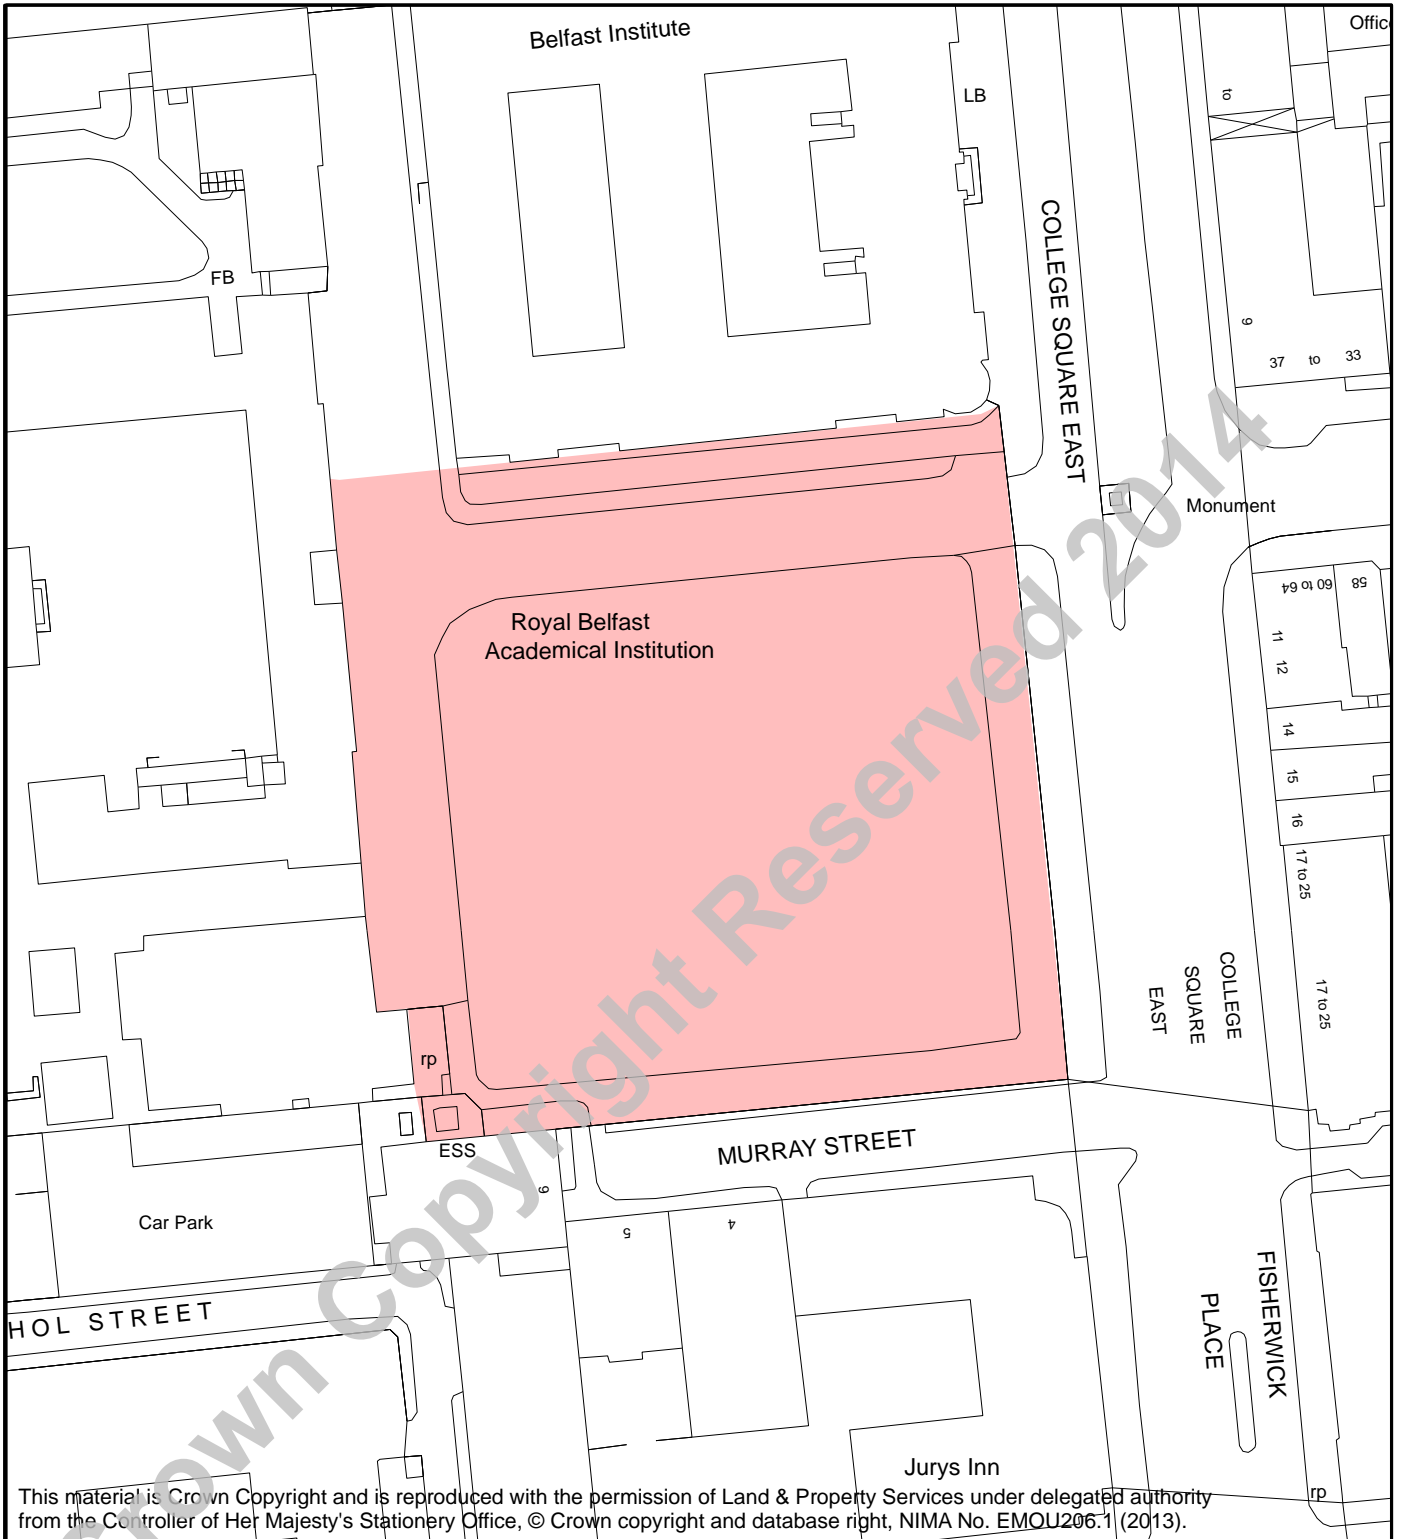 Belfast Institute
Office
LB
to
FB
COLLEGE SQUARE EAST
9
37 to 33
Monument
60 to 64
58
Royal Belfast
Academical Institution
11
12
14
15
16
17 to 25
17 to 25
COLLEGE
SQUARE
EAST
rp
ESS
MURRAY STREET
Car Park
9
5
4
HOL STREET
FISHERWICK
PLACE
Jurys Inn
rp
Crown Copyright Reserved 2014
This material is Crown Copyright and is reproduced with the permission of Land & Property Services under delegated authority
from the Controller of Her Majesty's Stationery Office, © Crown copyright and database right, NIMA No. EMOU206.1 (2013).